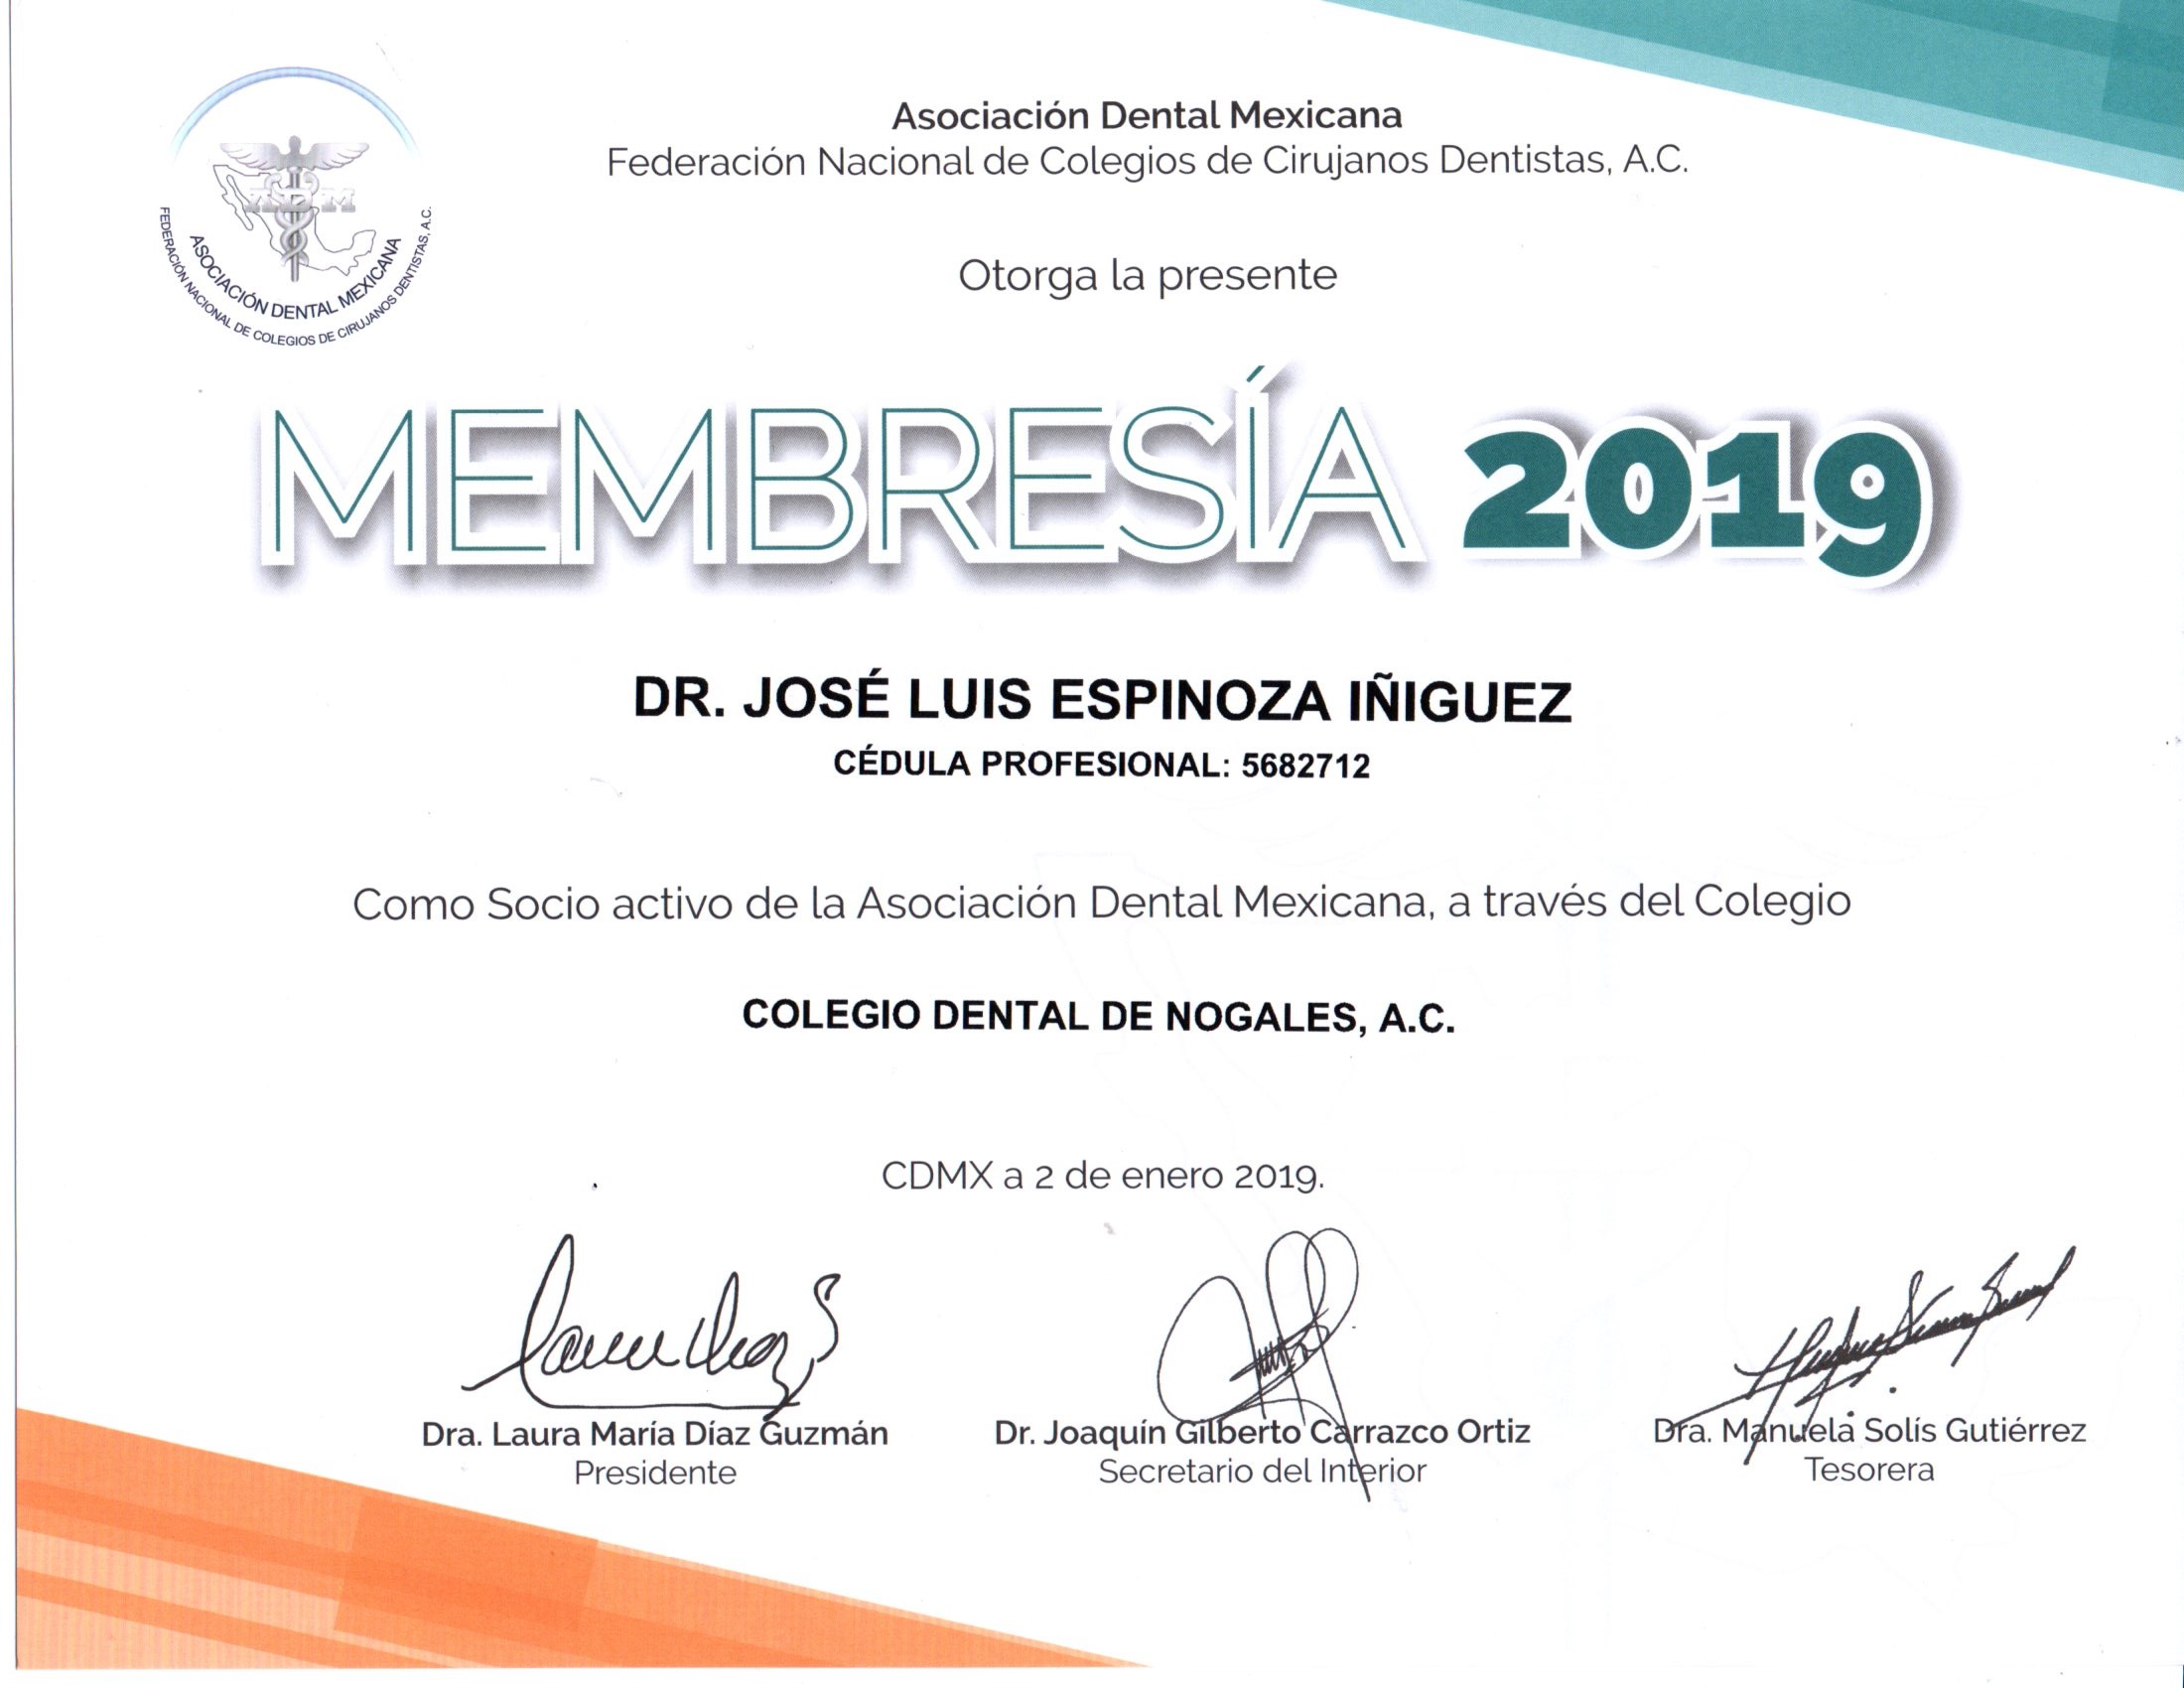 Asociación Dental Mexicana
Federación Nacional de Colegios de Cirujanos Dentistas, A.C.
ADM
ASOCIACIÓN DENTAL MEXICANA
FEDERACIÓN NACIONAL DE COLEGIOS DE CIRUJANOS DENTISTAS, A.C.
Otorga la presente
MEMBRESÍA 2019
DR. JOSÉ LUIS ESPINOZA IÑIGUEZ
CÉDULA PROFESIONAL: 5682712
Como Socio activo de la Asociación Dental Mexicana, a través del Colegio
COLEGIO DENTAL DE NOGALES, A.C.
CDMX a 2 de enero 2019.
Dra. Laura María Díaz Guzmán
Presidente
Dr. Joaquín Gilberto Carrazco Ortiz
Secretario del Interior
Dra. Manuela Solís Gutiérrez
Tesorera